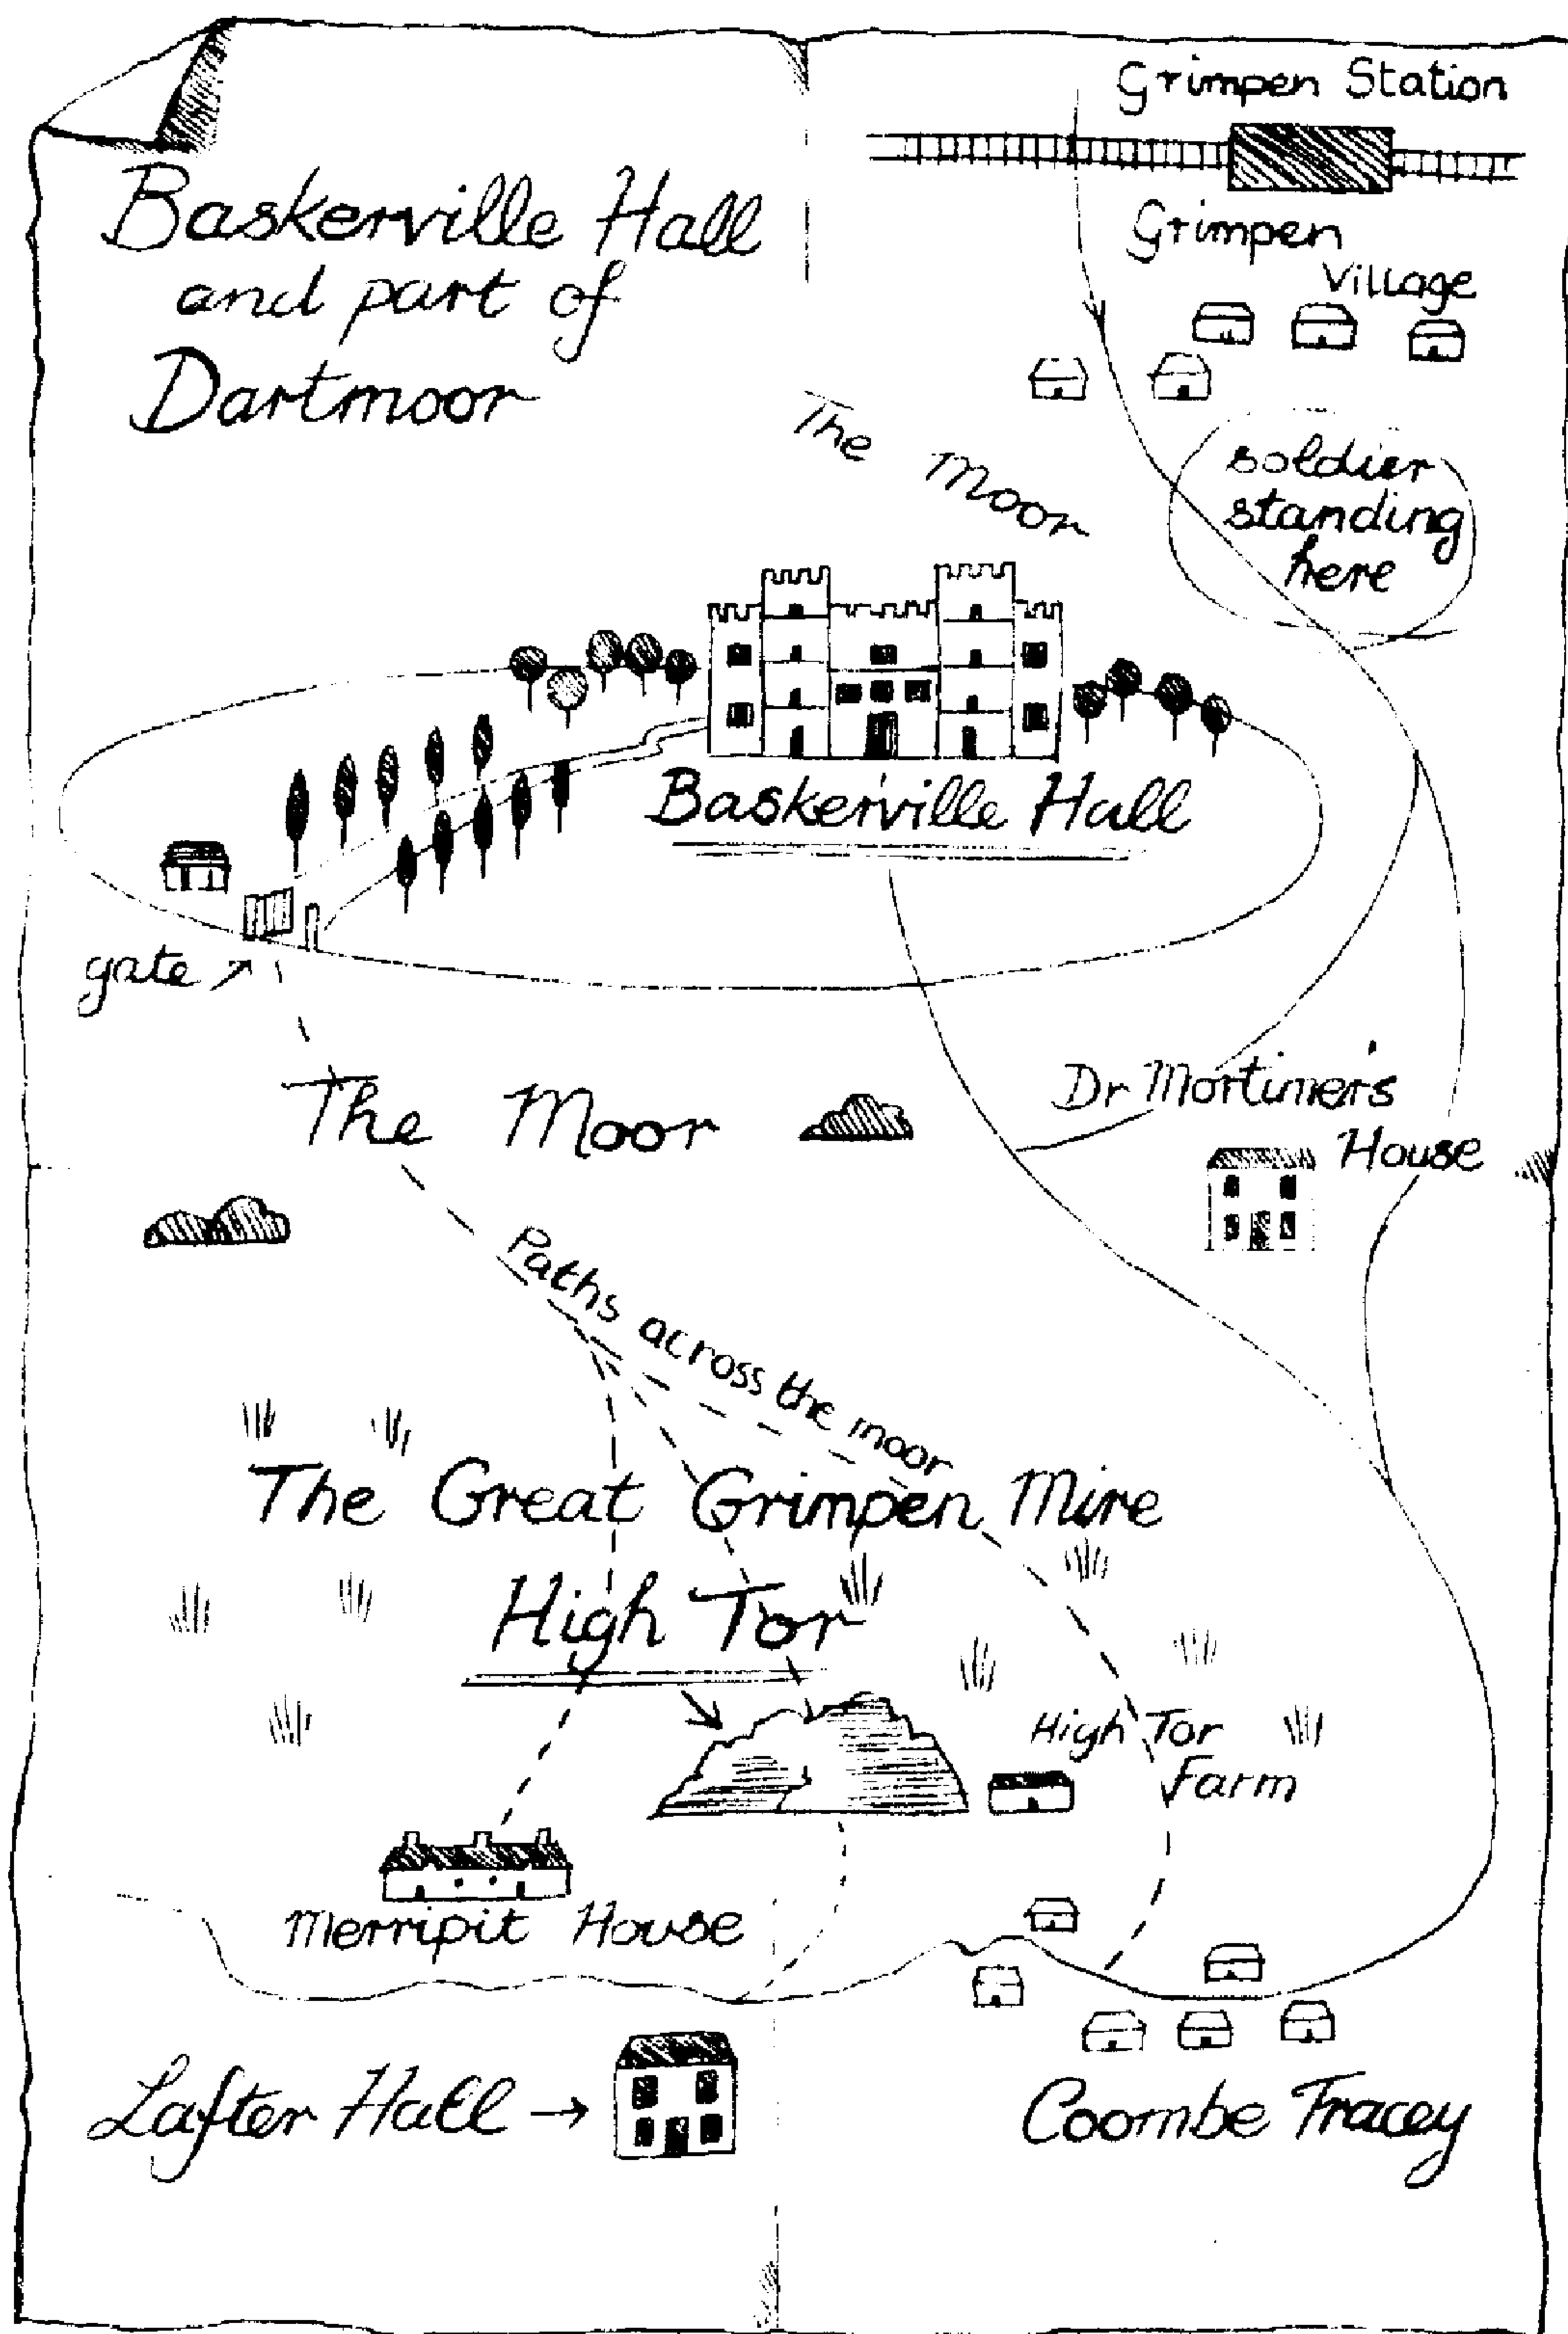 Grimpen Station
Baskerville Hall
and part of
Dartmoor
Grimpen
Village
The Moor
soldier
standing
here
Baskerville Hall
gate
The Moor
Dr Mortimer's
House
Paths across the moor
The Great Grimpen Mire
High Tor
High Tor
Farm
Merripit House
Lafter Hall
Coombe Tracey